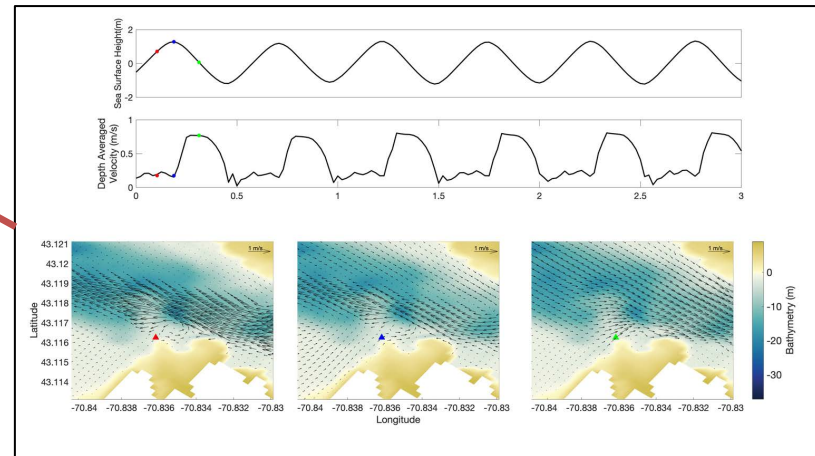 Sea Surface Height(m)
2
0
-2
Depth Averaged
Velocity (m/s)
1
0.5
0
0 0.5 1 1.5 2 2.5 3
Latitude
43.121
43.12
43.119
43.118
43.117
43.116
43.115
43.114
1 m/s
1 m/s
1 m/s
-70.84 -70.838 -70.836 -70.834 -70.832 -70.83
-70.84 -70.838 -70.836 -70.834 -70.832 -70.83
-70.84 -70.838 -70.836 -70.834 -70.832 -70.83
Longitude
0
-10
-20
-30
Bathymetry (m)